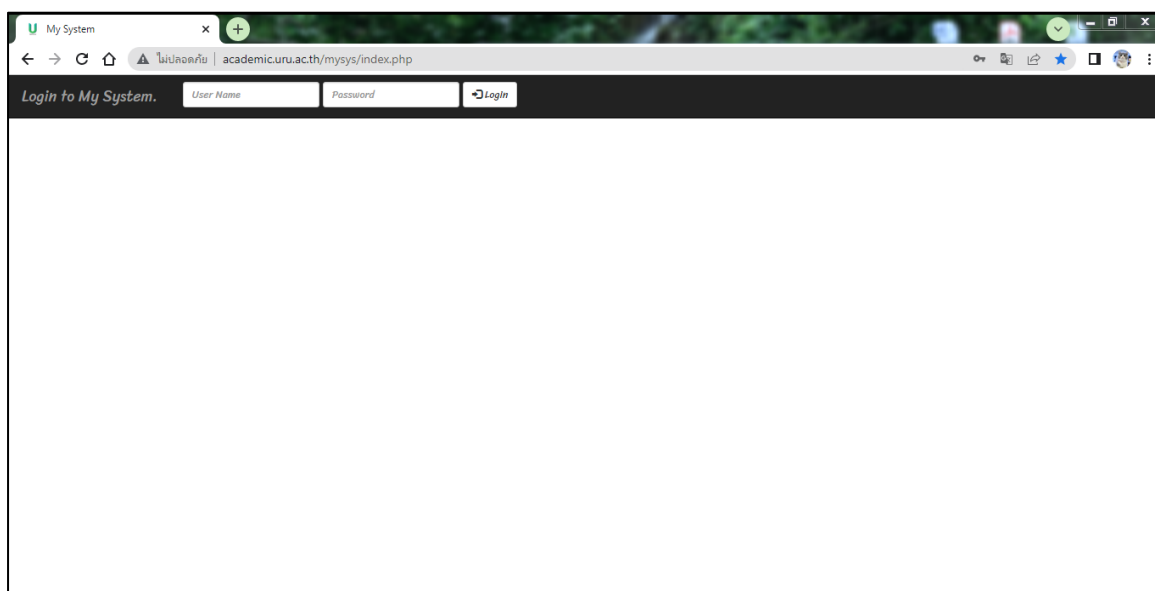 My System
ไม่ปลอดภัย | academic.uru.ac.th/mysys/index.php
Login to My System. User Name Password Login